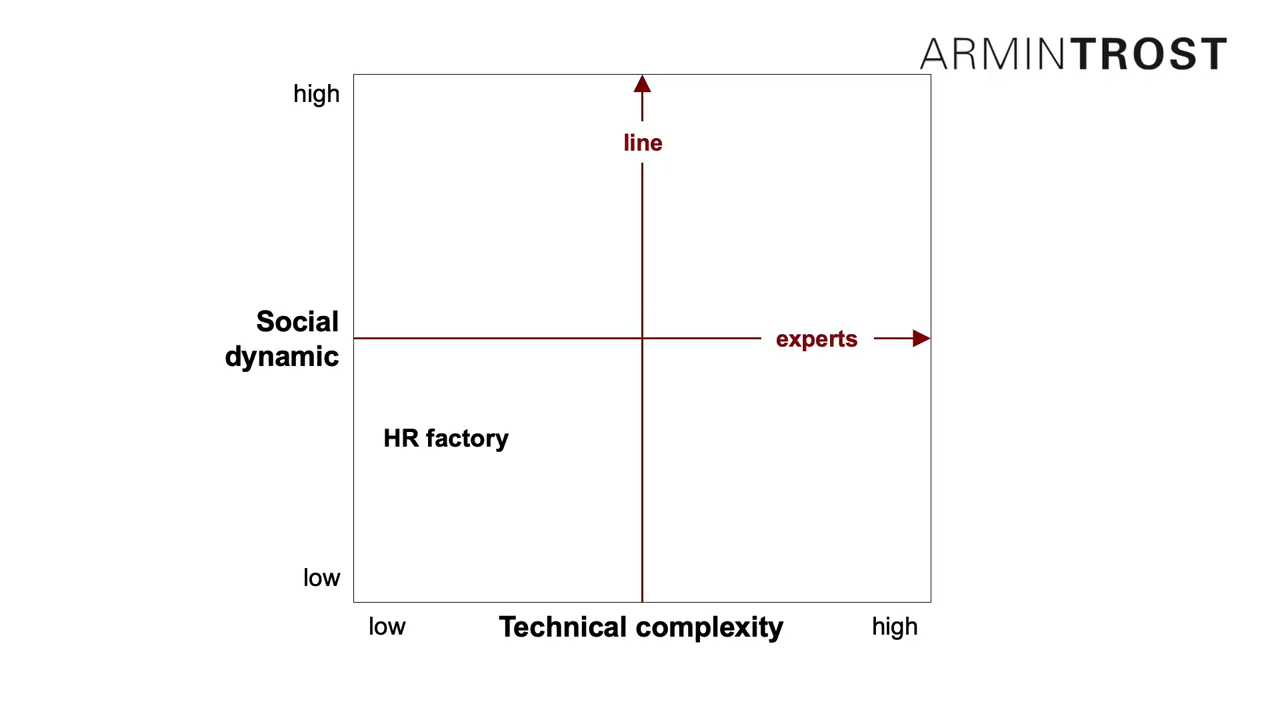 ARMINTROST
high
line
Social
dynamic
experts
HR factory
low
low
Technical complexity
high